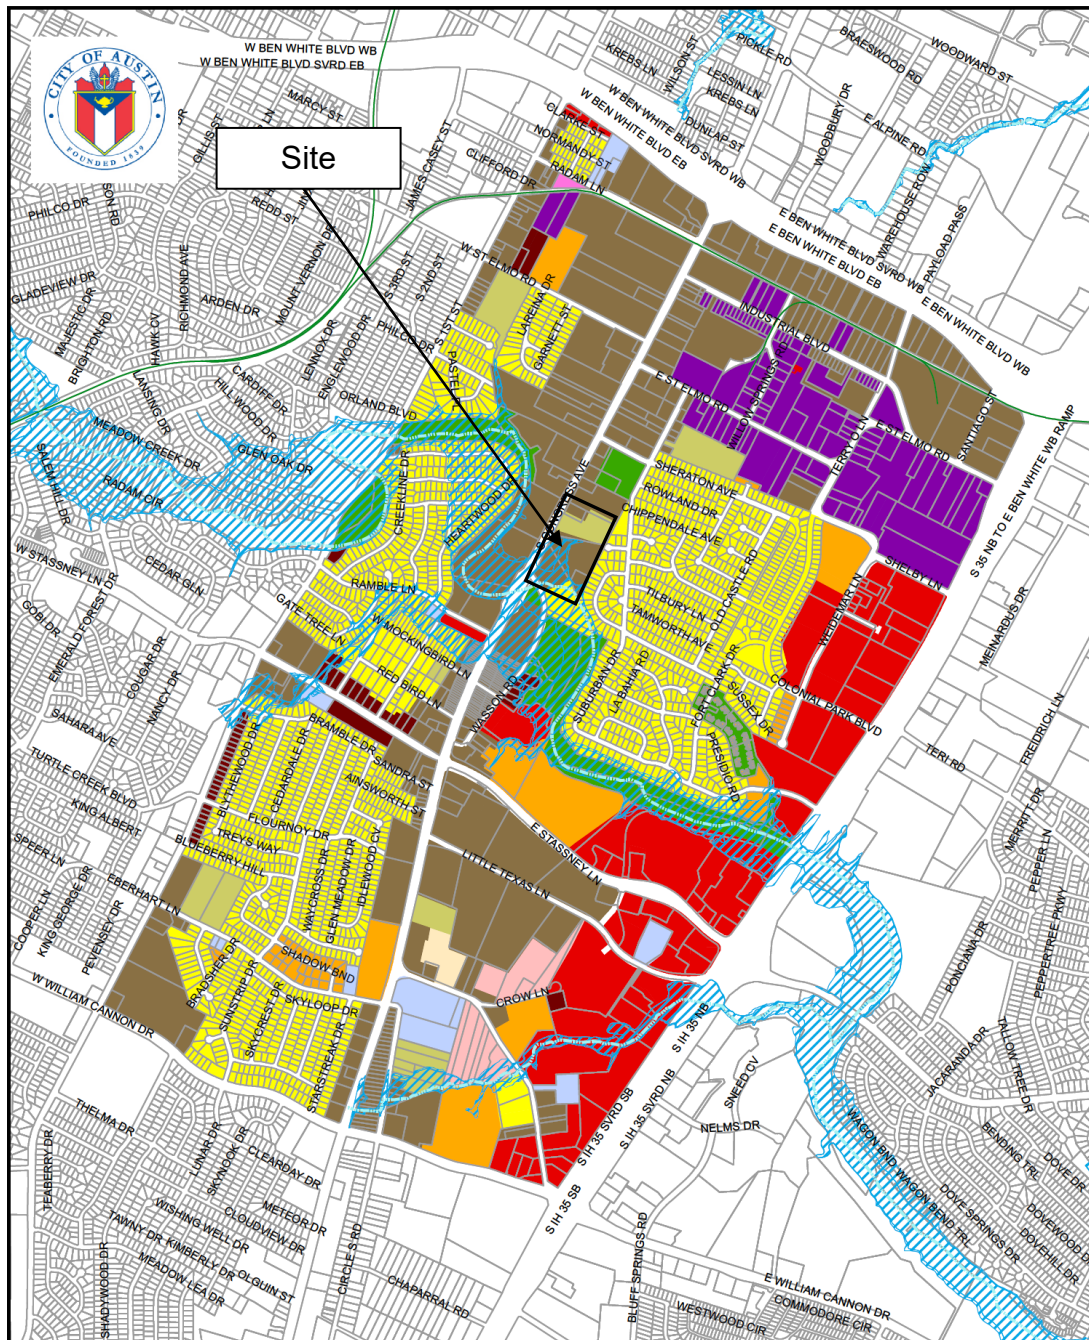 CITY OF AUSTIN
FOUNDED 1839
Site
W BEN WHITE BLVD WB
W BEN WHITE BLVD SVRD EB
MARCY ST
GILLIS ST
REDD ST
PHILCO DR
GLADEVIEW DR
MAJESTIC DR
BRIGHTON RD
HAWK CV
RICHMOND AVE
ARDEN DR
MOUNT VERNON DR
JAMES CASEY ST
CLIFFORD DR
S 3RD ST
S 2ND ST
LENNOX DR
ENGLEWOOD DR
PHILCO DR
S 1ST ST
PASTEL PL
ORLAND BLVD
CARDIFF DR
HILLWOOD DR
LANSING DR
MEADOW CREEK DR
GLEN OAK DR
RADAM CIR
SALEM HILL DR
CLARKE ST
NORMANDY ST
RADAM LN
W BEN WHITE BLVD SVRD WB
W BEN WHITE BLVD EB
KREBS LN
WILSON ST
PICKLE RD
LESSIN LN
KREBS LN
DUNLAP ST
BRAESWOOD RD
WOODWARD ST
WOODBURY DR
E ALPINE RD
WAREHOUSE ROW
PAYLOAD PASS
E BEN WHITE BLVD SVRD WB
E BEN WHITE BLVD EB
E BEN WHITE BLVD WB
W ST ELMO RD
LAREINA DR
GARNETT ST
INDUSTRIAL BLVD
E ST ELMO RD
WILLOW SPRINGS RD
TERRY O LN
E ST ELMO RD
SANTIAGO ST
S 35 NB TO E BEN WHITE WB RAMP
SHELBY LN
CREEKLINE DR
HEARTWOOD DR
CONGRESS AVE
SHERATON AVE
ROWLAND DR
CHIPPENDALE AVE
OLD CASTLE RD
TILBURY LN
TAMWORTH AVE
WEIDEMAR LN
MEINARDUS DR
W STASSNEY LN
CEDAR GLN
RAMBLE LN
GATE TREE LN
W MOCKINGBIRD LN
RED BIRD LN
WASSON RD
SUBURBAN DR
LA BAHIA RD
FORT CLARK DR
SUSSEX DR
PRESIDIO RD
COLONIAL PARK BLVD
TERI RD
FREIDRICH LN
GOBI DR
EMERALD FOREST DR
COUGAR DR
NANCY DR
SAHARA AVE
TURTLE CREEK BLVD
KING ALBERT
SPEER LN
KING GEORGE DR
COOPER LN
PEVENSEY DR
BLYTHEWOOD DR
BRAMBLE DR
CEDARDALE DR
SANDRA ST
AINSWORTH ST
FLOURNOY DR
TREYS WAY
BLUEBERRY HILL
EBERHART LN
WAYCROSS DR
GLEN MEADOW DR
IDLEWOOD CV
E STASSNEY LN
LITTLE TEXAS LN
MERRITT DR
PEPPER LN
PEPPERTREE PKWY
PONCIANA DR
W WILLIAM CANNON DR
BRADSHER DR
SHADOW BND
SUNSTRIP DR
SKYCREST DR
SKYLOOP DR
STARSTREAK DR
CROW LN
S IH 35 NB
S IH 35 SVRD NB
S IH 35 SVRD SB
S IH 35 SB
SNEED CV
NELMS DR
JACARANDA DR
TALLOW TREE DR
THELMA DR
TEABERRY DR
LUNAR DR
SKYNOOK DR
CLEARDAY DR
METEOR DR
CLOUDVIEW DR
WISHING WELL DR
TAWNY DR
KIMBERLY DR
OLGUIN ST
MEADOW LEA DR
SHADY WOOD DR
CIRCLE S RD
CHAPARRAL RD
BLUFF SPRINGS RD
WAGON BND
WAGON BEND TRL
BENDING TRL
DOVE DR
DOVE SPRINGS DR
DOVEWOOD DR
DOVEHILL DR
E WILLIAM CANNON DR
COMMODORE CIR
WESTWOOD CIR